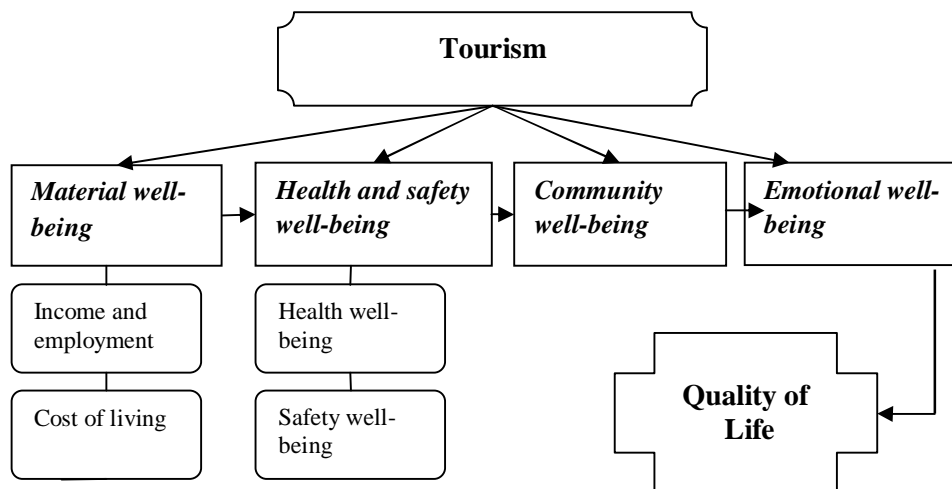 Tourism
Material well-
being
Health and safety
well-being
Community
well-being
Emotional well-
being
Income and
employment
Health well-
being
Cost of living
Safety well-
being
Quality of
Life